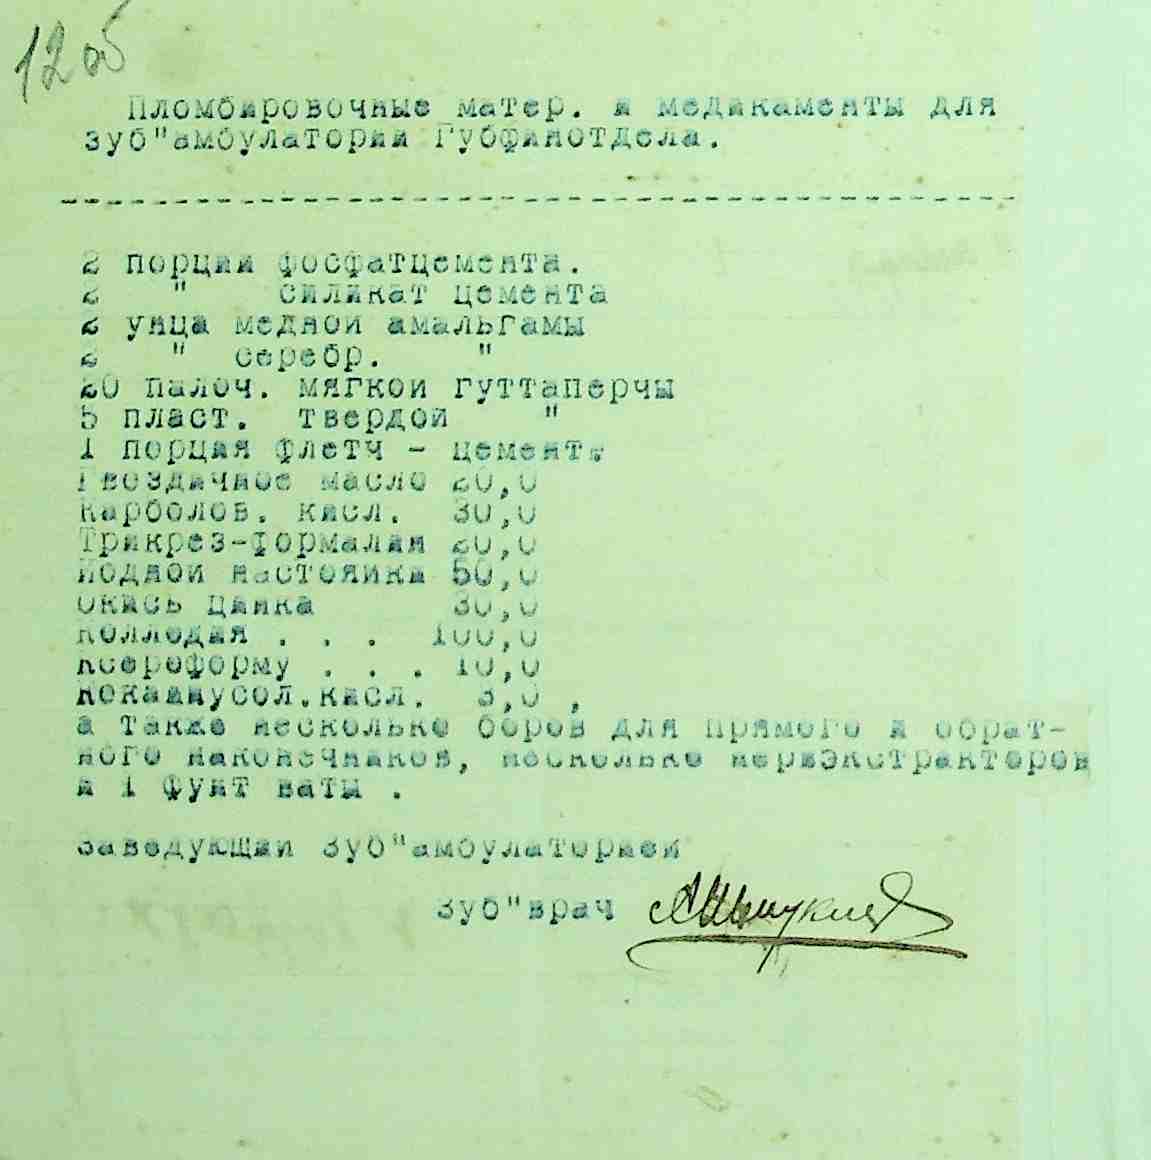 12 об
Пломбировочные матер. и медикаменты для
зуб"амбулатории Губфинотдела.
2 порции фосфатцемента.
2 " силикат цемента
2 унца медной амальгамы
2 " серебр. "
20 палоч. мягкой гуттаперчы
5 пласт. твердой "
1 порция флетч - цемента
Гвоздичное масло 20,0
Карболов. кисл. 30,0
Трикрез-формалин 20,0
Йодной настойки 50,0
Окись цинка 30,0
Коллодия . . . 100,0
Ксероформу . . . 10,0
Кокаинусол.кисл. 3,0 ,
а также несколько боров для прямого и обрат-
ного наконечников, несколько нервэкстракторов
и 1 фунт ваты .
Заведующий Зуб"амбулаторией
Зуб"врач